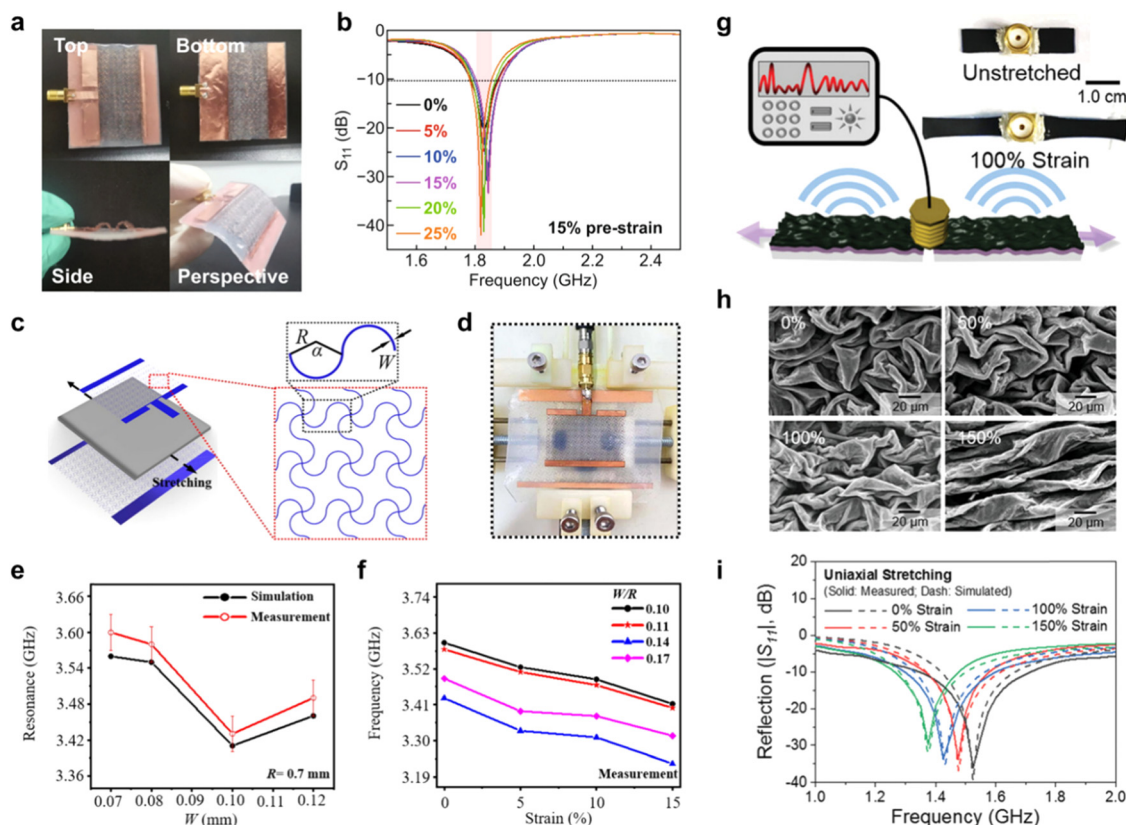 a
Top
Bottom
Side
Perspective
b
S11 (dB)
0
-10
-20
-30
-40
0%
5%
10%
15%
20%
25%
15% pre-strain
1.6
1.8
2.0
2.2
2.4
Frequency (GHz)
g
Unstretched
1.0 cm
100% Strain
c
R
α
W
Stretching
d
h
0%
20 μm
50%
20 μm
100%
20 μm
150%
20 μm
e
Resonance (GHz)
3.66
3.60
3.54
3.48
3.42
3.36
Simulation
Measurement
R= 0.7 mm
0.07 0.08 0.09 0.10 0.11 0.12
W (mm)
f
Frequency (GHz)
3.74
3.63
3.52
3.41
3.30
3.19
W/R
0.10
0.11
0.14
0.17
Measurement
0 5 10 15
Strain (%)
i
Reflection (|S11|, dB)
20
10
0
-10
-20
-30
-40
Uniaxial Stretching
(Solid: Measured; Dash: Simulated)
0% Strain 100% Strain
50% Strain 150% Strain
1.0 1.2 1.4 1.6 1.8 2.0
Frequency (GHz)